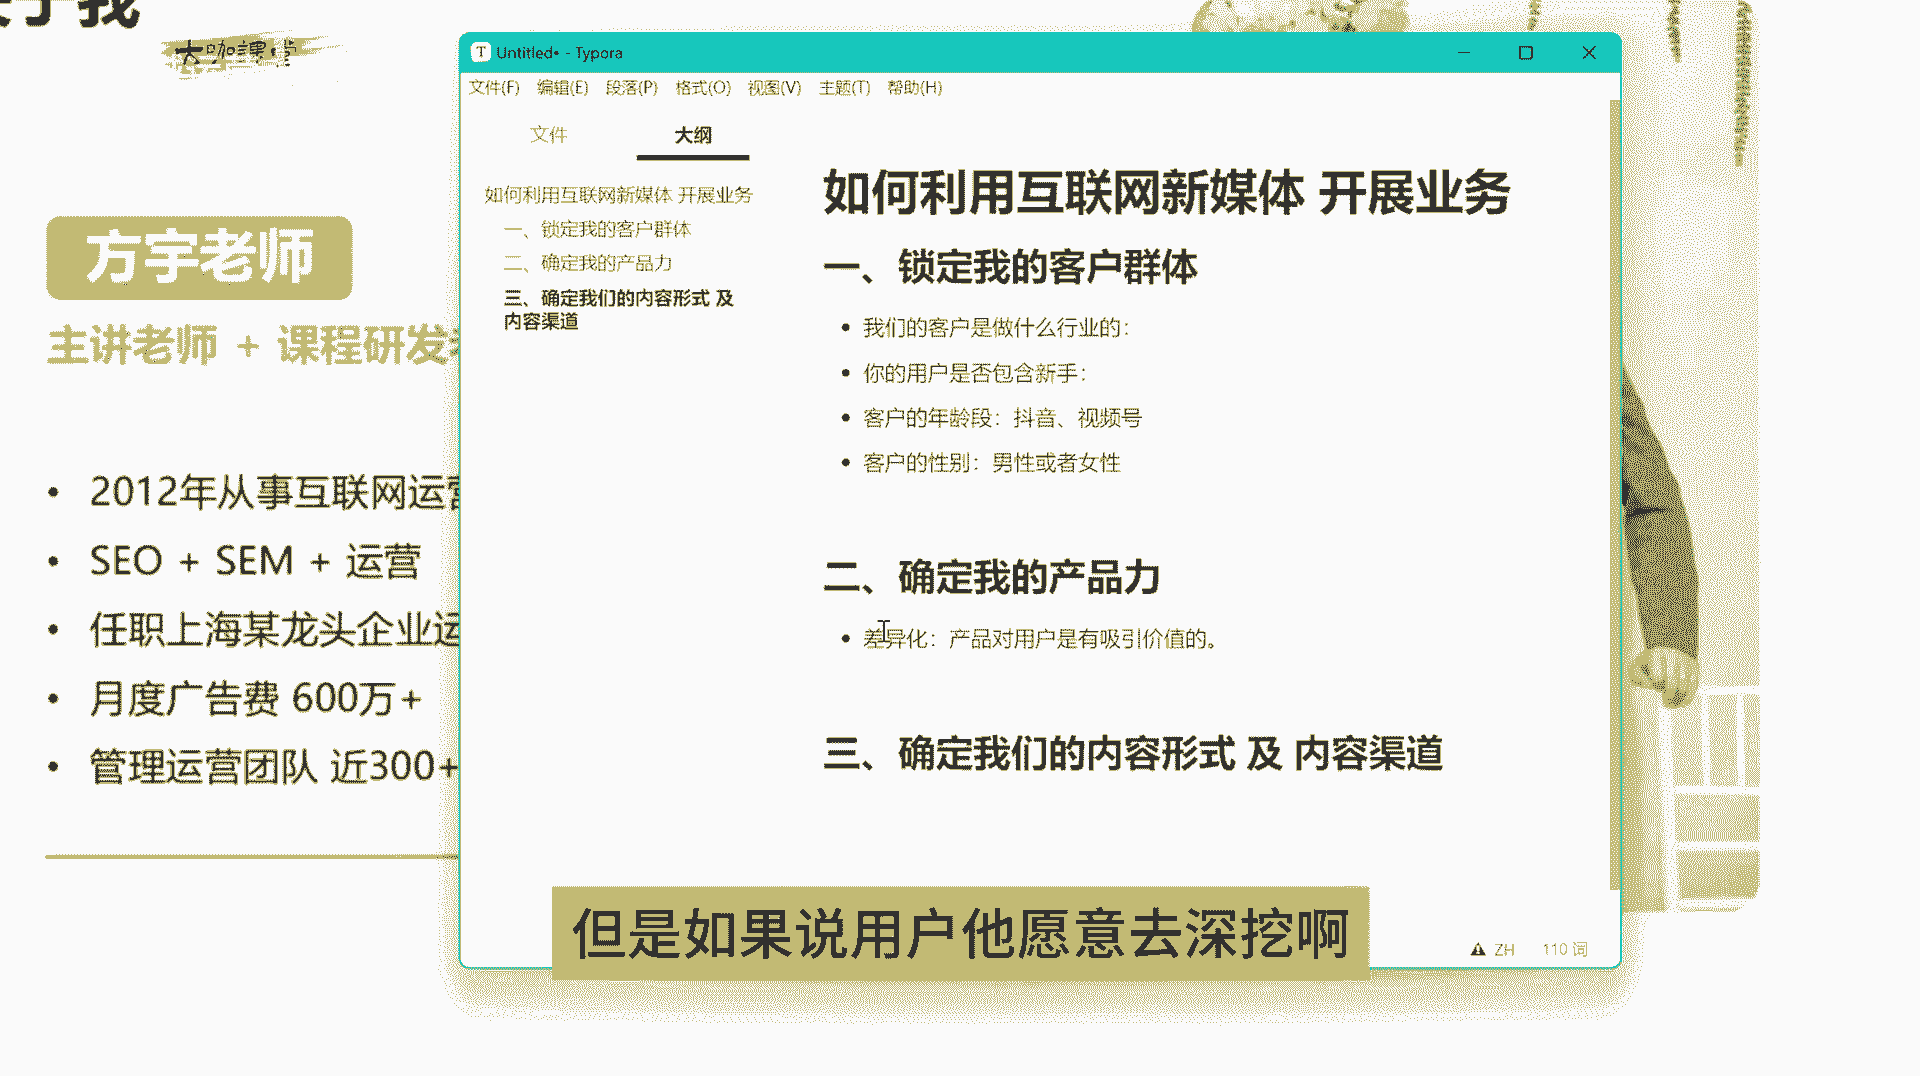 大咖課堂
方宇老师
主讲老师 + 课程研发
2012年从事互联网运营
SEO + SEM + 运营
任职上海某龙头企业运
月度广告费 600万+
管理运营团队 近300+
Untitled• - Typora
文件(F) 编辑(E) 段落(P) 格式(O) 视图(V) 主题(T) 帮助(H)
文件 大纲
如何利用互联网新媒体 开展业务
一、锁定我的客户群体
二、确定我的产品力
三、确定我们的内容形式 及
内容渠道
如何利用互联网新媒体 开展业务
一、锁定我的客户群体
我们的客户是做什么行业的：
你的用户是否包含新手：
客户的年龄段：抖音、视频号
客户的性别：男性或者女性
二、确定我的产品力
差异化：产品对用户是有吸引价值的。
三、确定我们的内容形式 及 内容渠道
ZH 110 词
但是如果说用户他愿意去深挖啊